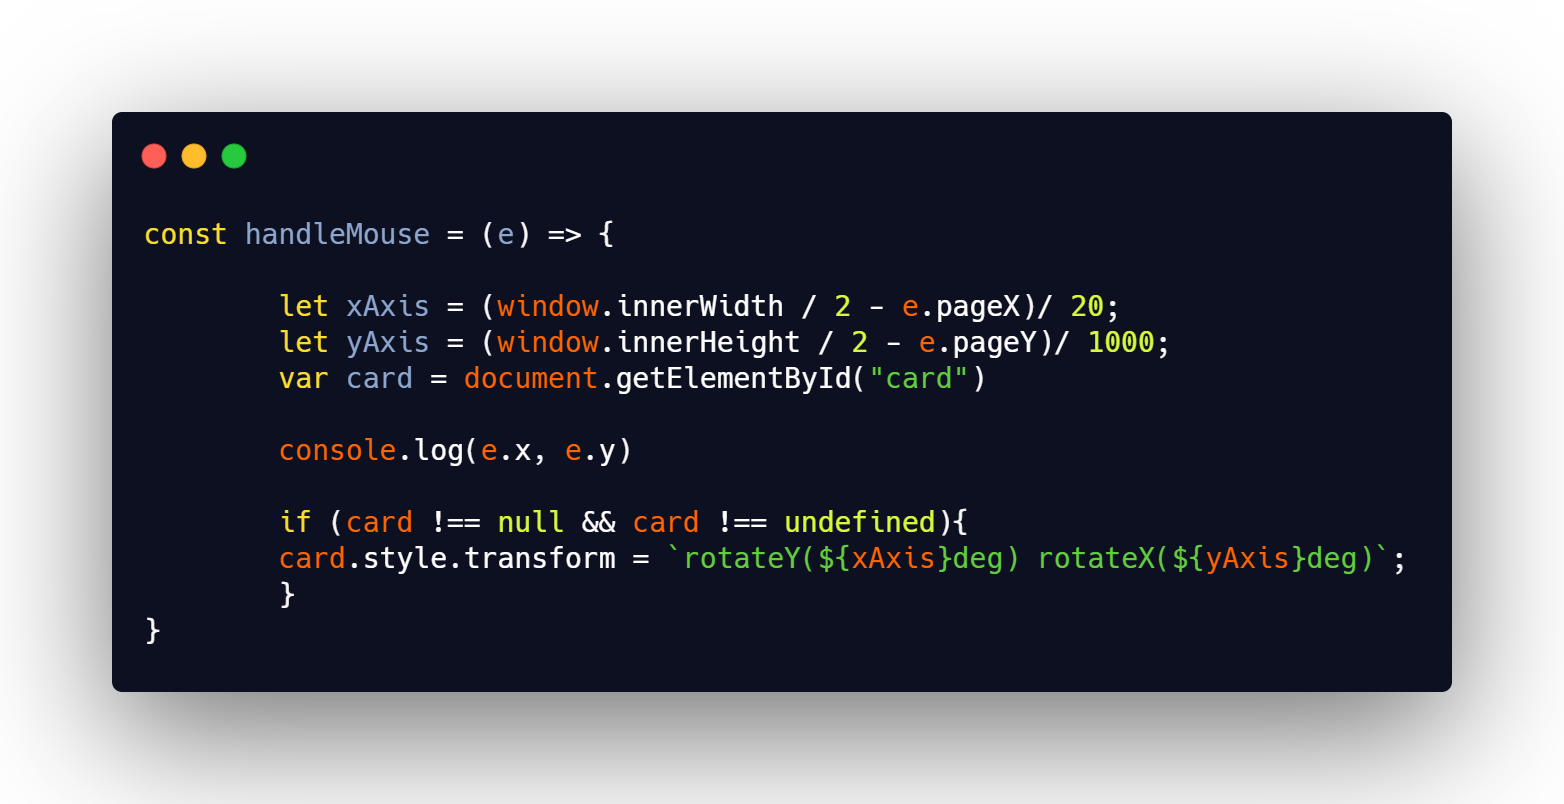 const handleMouse = (e) => {
let xAxis = (window.innerWidth / 2 - e.pageX)/ 20;
let yAxis = (window.innerHeight / 2 - e.pageY)/ 1000;
var card = document.getElementById("card")
console.log(e.x, e.y)
if (card !== null && card !== undefined){
card.style.transform = `rotateY(${xAxis}deg) rotateX(${yAxis}deg)`;
}
}